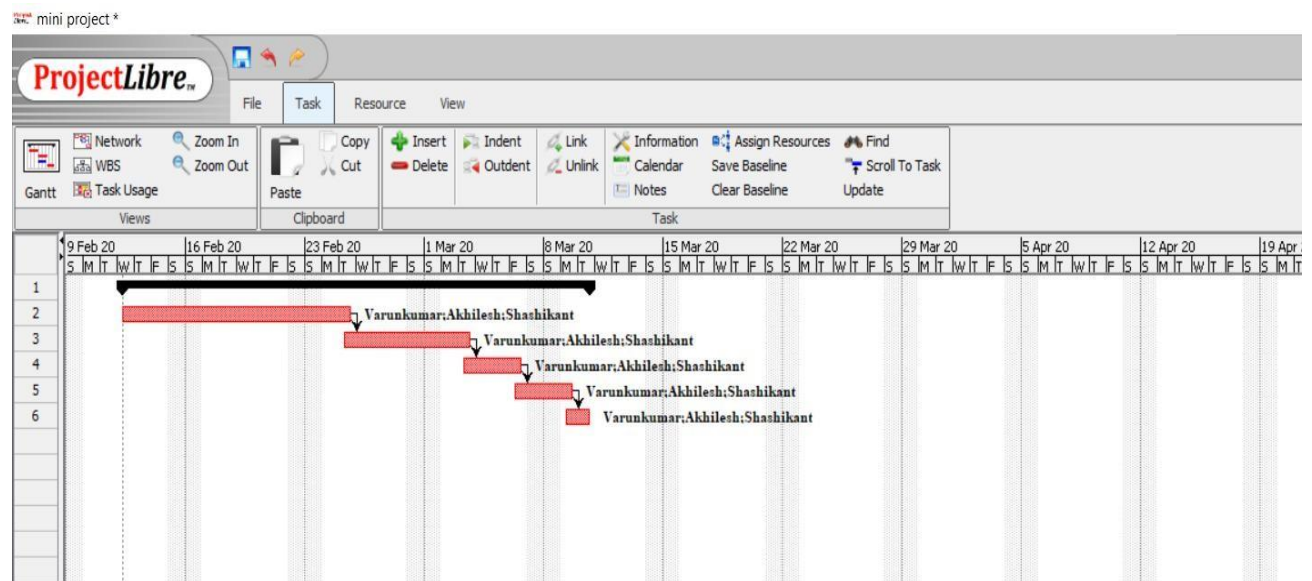 mini project *
ProjectLibre™
File Task Resource View
Network Zoom In Copy Insert Indent Link Information Assign Resources Find
WBS Zoom Out Cut Delete Outdent Unlink Calendar Save Baseline Scroll To Task
Gantt Task Usage Paste Notes Clear Baseline Update
Views Clipboard Task
9 Feb 20 16 Feb 20 23 Feb 20 1 Mar 20 8 Mar 20 15 Mar 20 22 Mar 20 29 Mar 20 5 Apr 20 12 Apr 20 19 Apr
S M T W T F S S M T W T F S S M T W T F S S M T W T F S S M T W T F S S M T W T F S S M T W T F S S M T W T F S S M T W T F S S M T W T F S S M T
1
2 Varunkumar;Akhilesh;Shashikant
3 Varunkumar;Akhilesh;Shashikant
4 Varunkumar;Akhilesh;Shashikant
5 Varunkumar;Akhilesh;Shashikant
6 Varunkumar;Akhilesh;Shashikant